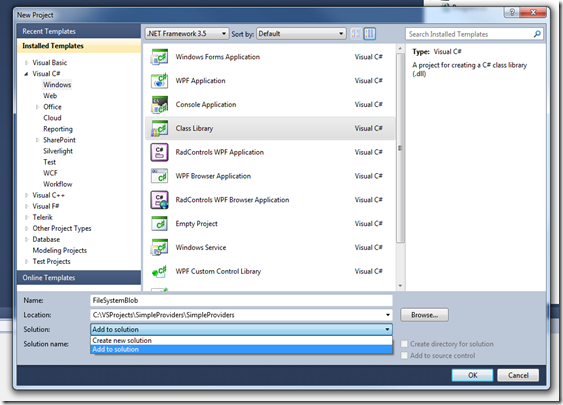 New Project
Recent Templates
Installed Templates
Visual Basic
Visual C#
Windows
Web
Office
Cloud
Reporting
SharePoint
Silverlight
Test
WCF
Workflow
Visual C++
Visual F#
Telerik
Other Project Types
Database
Modeling Projects
Test Projects
Online Templates
.NET Framework 3.5 Sort by: Default
Windows Forms Application Visual C#
WPF Application Visual C#
Console Application Visual C#
Class Library Visual C#
RadControls WPF Application Visual C#
WPF Browser Application Visual C#
RadControls WPF Browser Application Visual C#
Empty Project Visual C#
Windows Service Visual C#
WPF Custom Control Library Visual C#
Search Installed Templates
Type: Visual C#
A project for creating a C# class library
(.dll)
Name: FileSystemBlob
Location: C:\VSProjects\SimpleProviders\SimpleProviders Browse...
Solution: Add to solution
Create new solution
Add to solution
Solution name:
Create directory for solution
Add to source control
OK Cancel